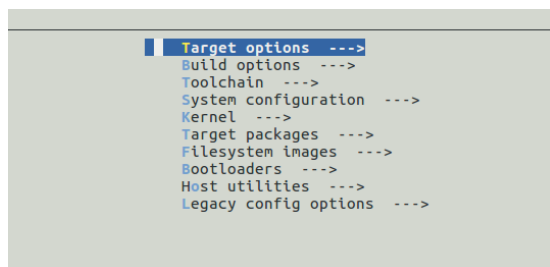 Target options  --->
Build options  --->
Toolchain  --->
System configuration  --->
Kernel  --->
Target packages  --->
Filesystem images  --->
Bootloaders  --->
Host utilities  --->
Legacy config options  --->